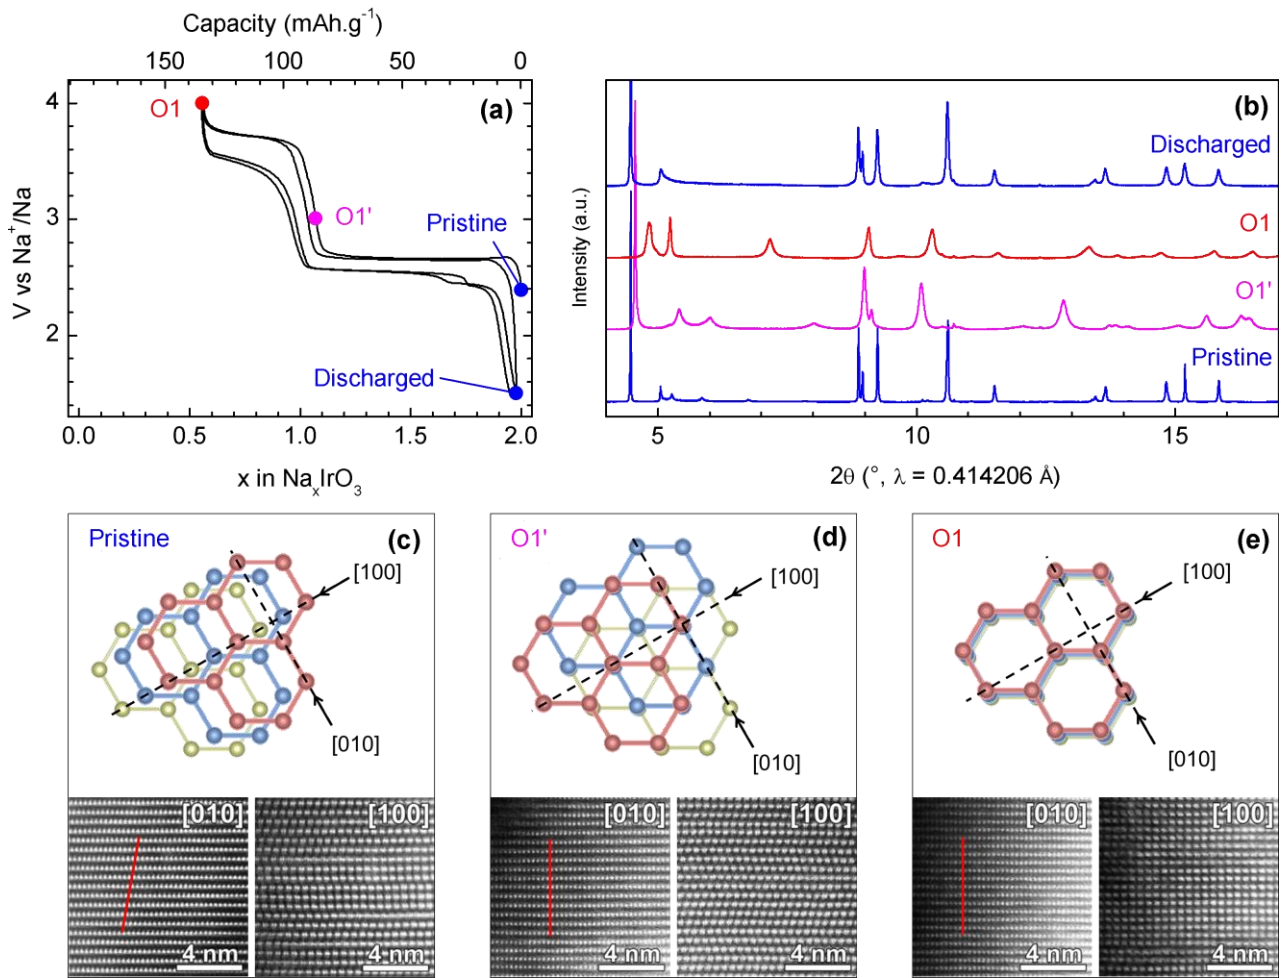 Capacity (mAh.g⁻¹)
150 100 50 0
4
3
2
V vs Na⁺/Na
O1
(a)
O1'
Pristine
Discharged
0.0 0.5 1.0 1.5 2.0
x in NaₓIrO₃
(b)
Discharged
O1
O1'
Pristine
Intensity (a.u.)
5 10 15
2θ (°, λ = 0.414206 Å)
Pristine
(c)
[100]
[010]
[010]
4 nm
[100]
4 nm
O1'
(d)
[100]
[010]
[010]
4 nm
[100]
4 nm
O1
(e)
[100]
[010]
[010]
4 nm
[100]
4 nm